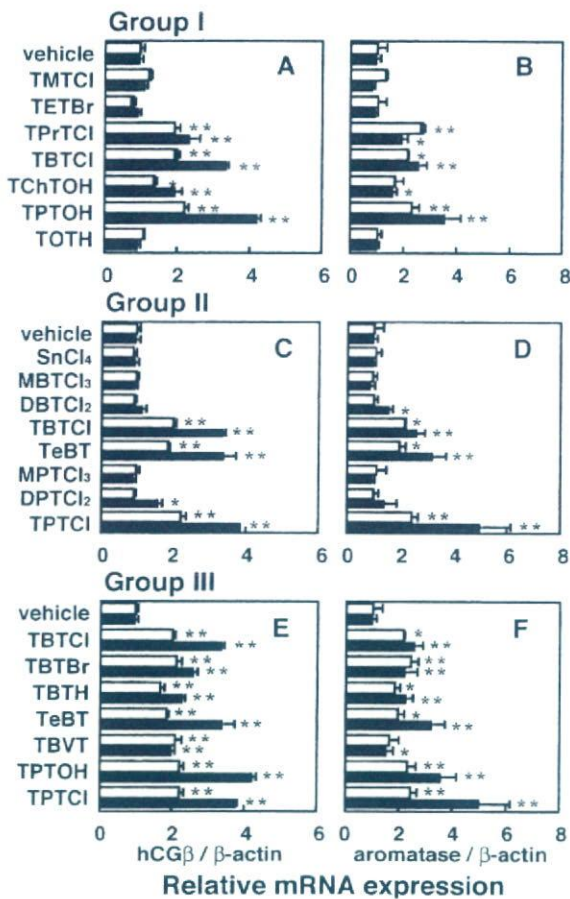 Group I
A
B
vehicle
TMTCl
TETBr
TPrTCl
TBTCl
TChTOH
TPTOH
TOTH
* *
* *
* *
* *
*
* *
* *
* *
* *
*
*
* *
*
* *
* *
0 2 4 6
0 2 4 6 8
Group II
C
D
vehicle
SnCl₄
MBTCl₃
DBTCl₂
TBTCl
TeBT
MPTCl₃
DPTCl₂
TPTCl
* *
* *
* *
* *
*
* *
* *
*
*
* *
*
* *
* *
* *
0 2 4 6
0 2 4 6 8
Group III
E
F
vehicle
TBTCl
TBTBr
TBTH
TeBT
TBVT
TPTOH
TPTCl
* *
* *
* *
* *
* *
* *
* *
* *
* *
* *
* *
* *
* *
* *
*
* *
* *
* *
*
* *
*
* *
*
* *
* *
* *
* *
0 2 4 6
0 2 4 6 8
hCGβ / β-actin
aromatase / β-actin
Relative mRNA expression